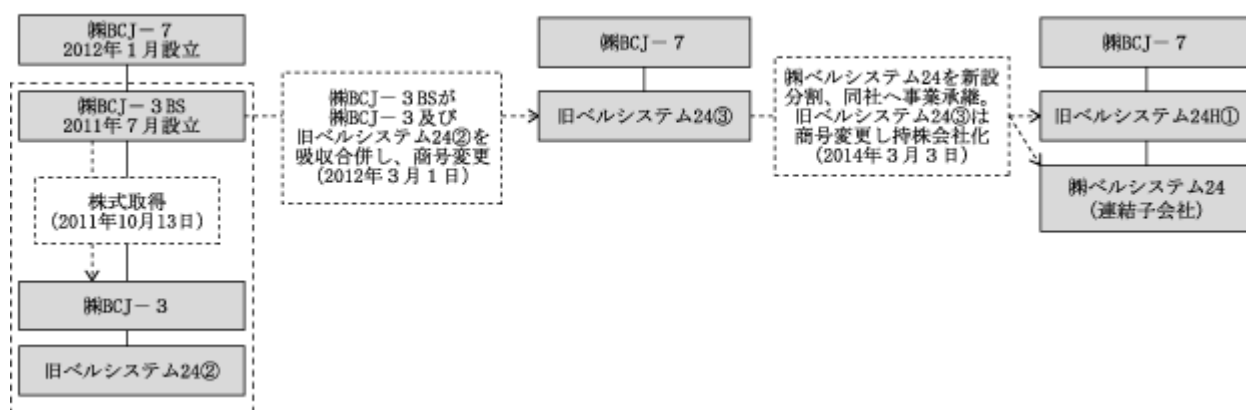 ㈱BCJ－7
2012年1月設立
㈱BCJ－3BS
2011年7月設立
株式取得
(2011年10月13日)
㈱BCJ－3
旧ベルシステム24②
㈱BCJ－3BSが
㈱BCJ－3及び
旧ベルシステム24②を
吸収合併し、商号変更
(2012年3月1日)
㈱BCJ－7
旧ベルシステム24③
㈱ベルシステム24を新設
分割、同社へ事業承継。
旧ベルシステム24③は
商号変更し持株会社化
(2014年3月3日)
㈱BCJ－7
旧ベルシステム24H①
㈱ベルシステム24
(連結子会社)